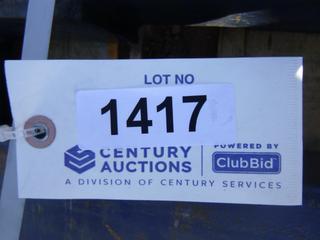 LOT NO
1417
CENTURY
AUCTIONS
POWERED BY
ClubBid
A DIVISION OF CENTURY SERVICES